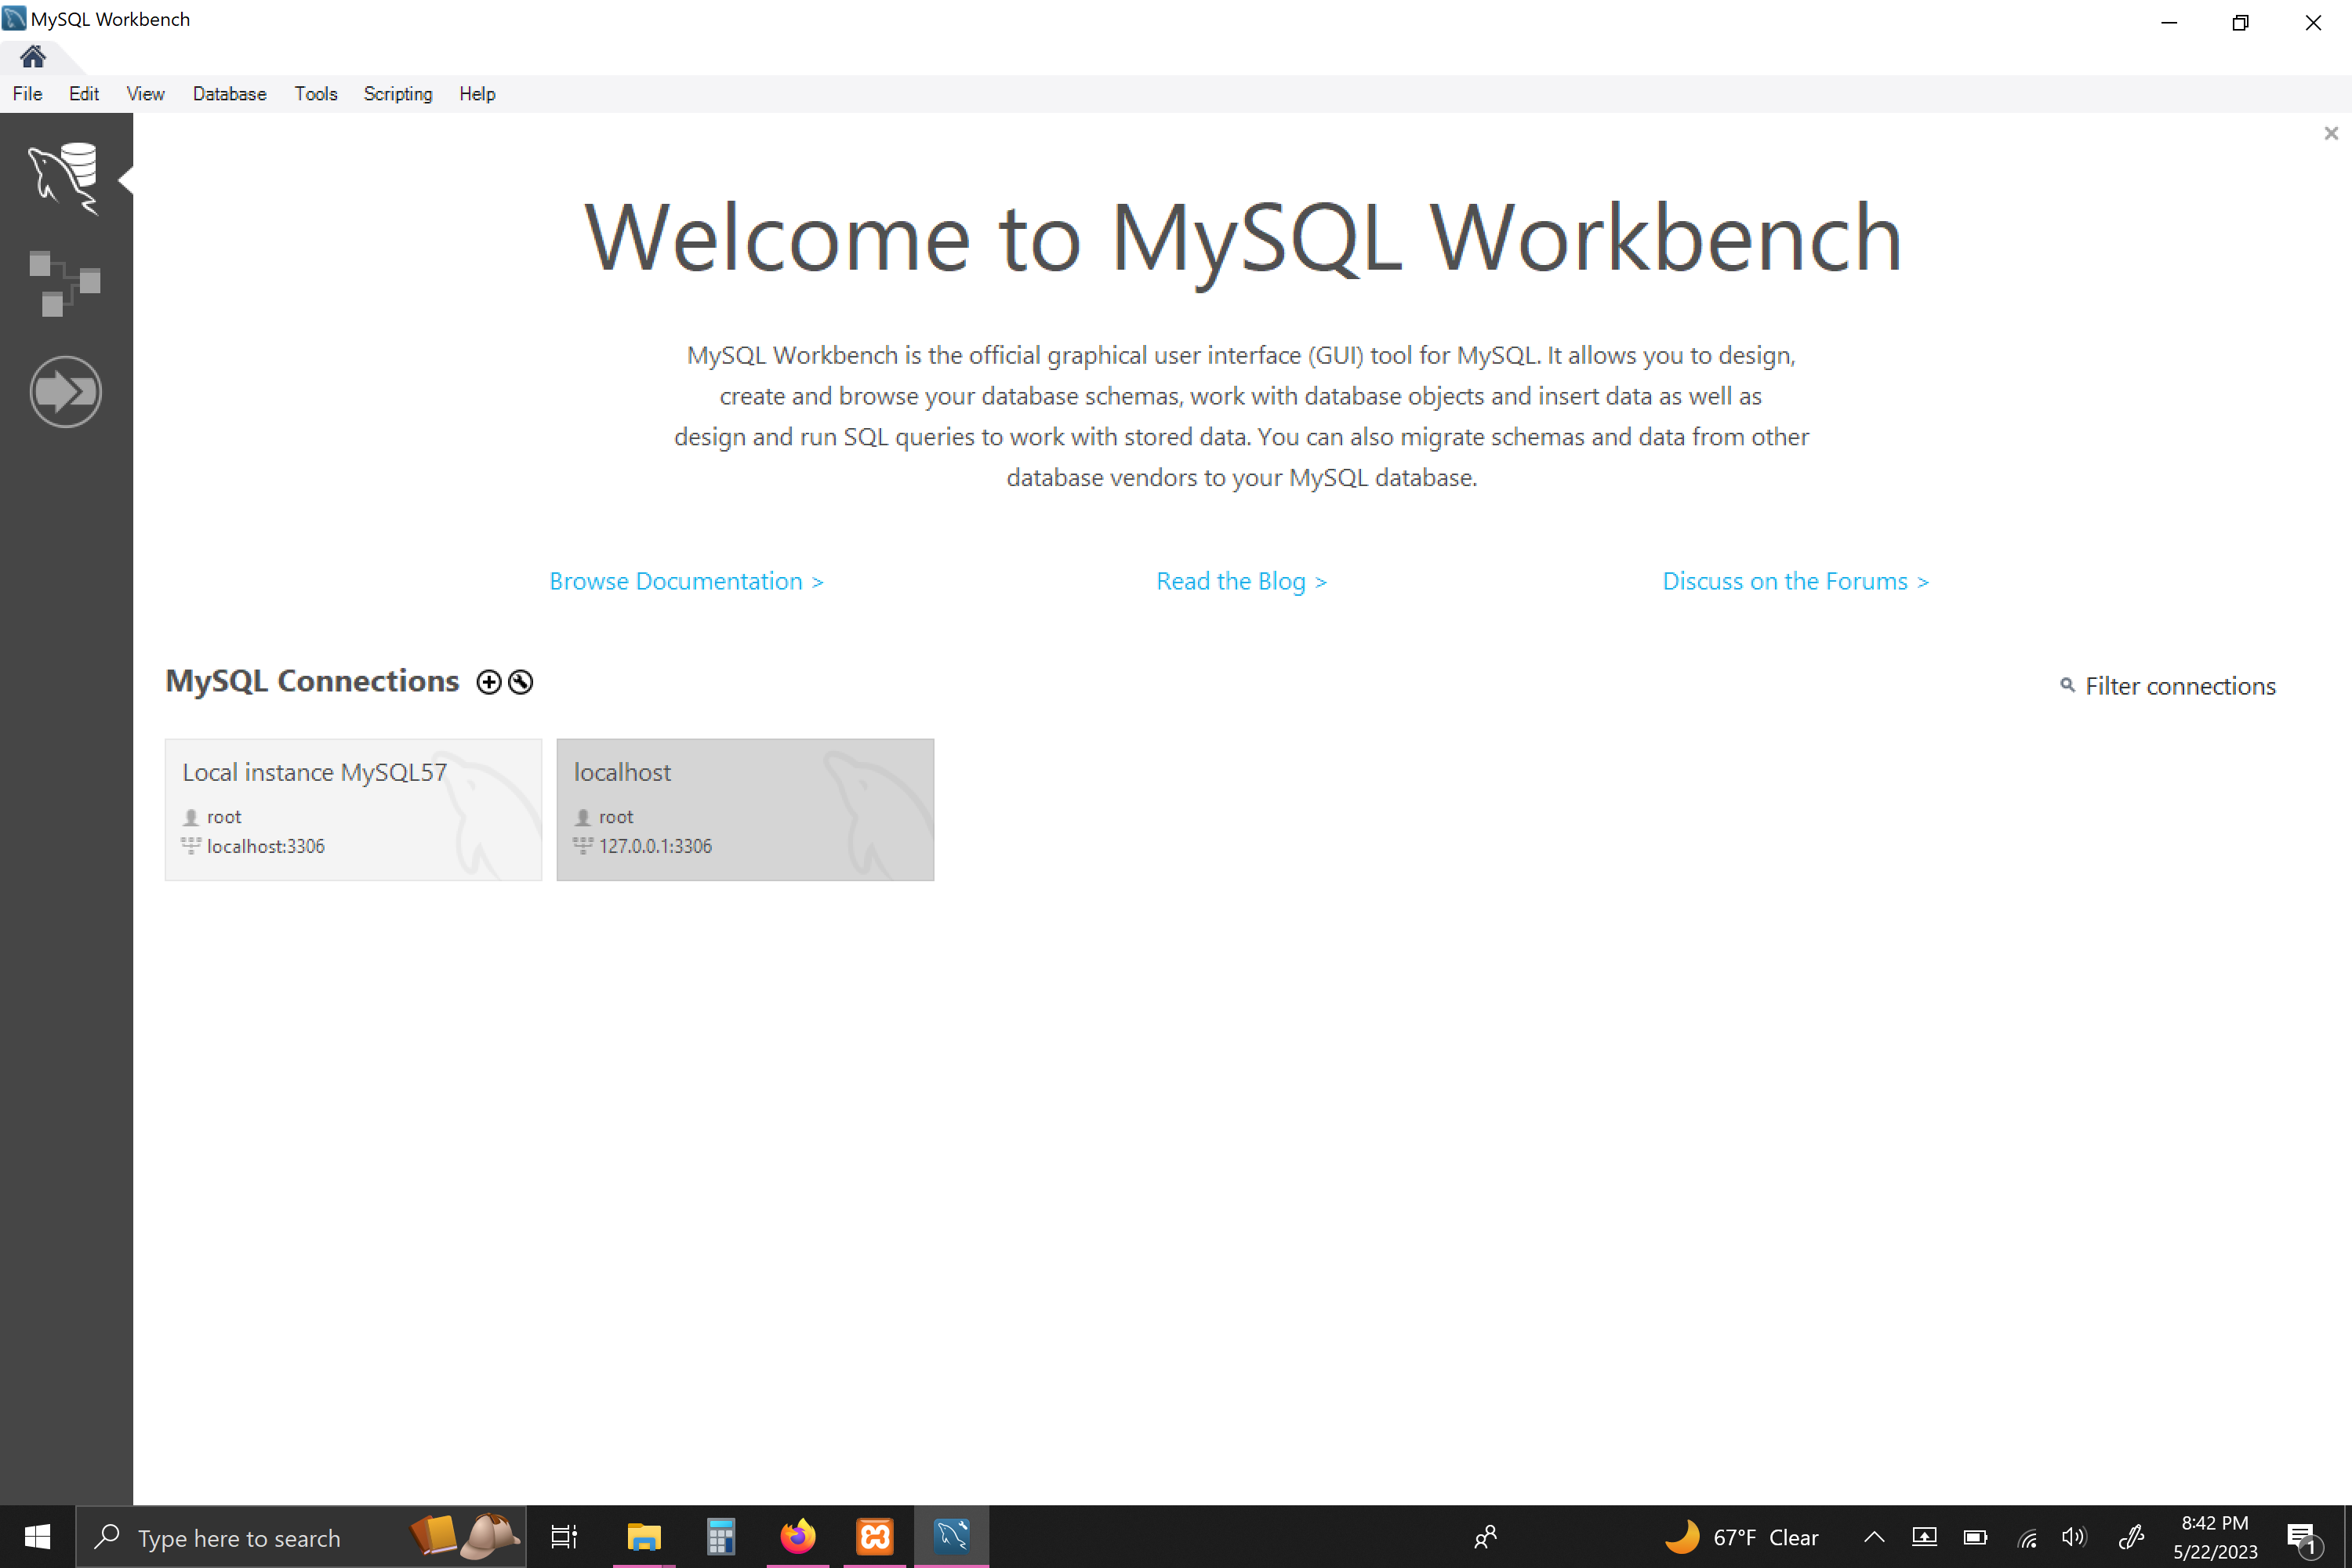 MySQL Workbench
File Edit View Database Tools Scripting Help
Welcome to MySQL Workbench
MySQL Workbench is the official graphical user interface (GUI) tool for MySQL. It allows you to design,
create and browse your database schemas, work with database objects and insert data as well as
design and run SQL queries to work with stored data. You can also migrate schemas and data from other
database vendors to your MySQL database.
Browse Documentation > Read the Blog > Discuss on the Forums >
MySQL Connections
Filter connections
Local instance MySQL57
root
localhost:3306
localhost
root
127.0.0.1:3306
Type here to search
67°F Clear
8:42 PM
5/22/2023
1